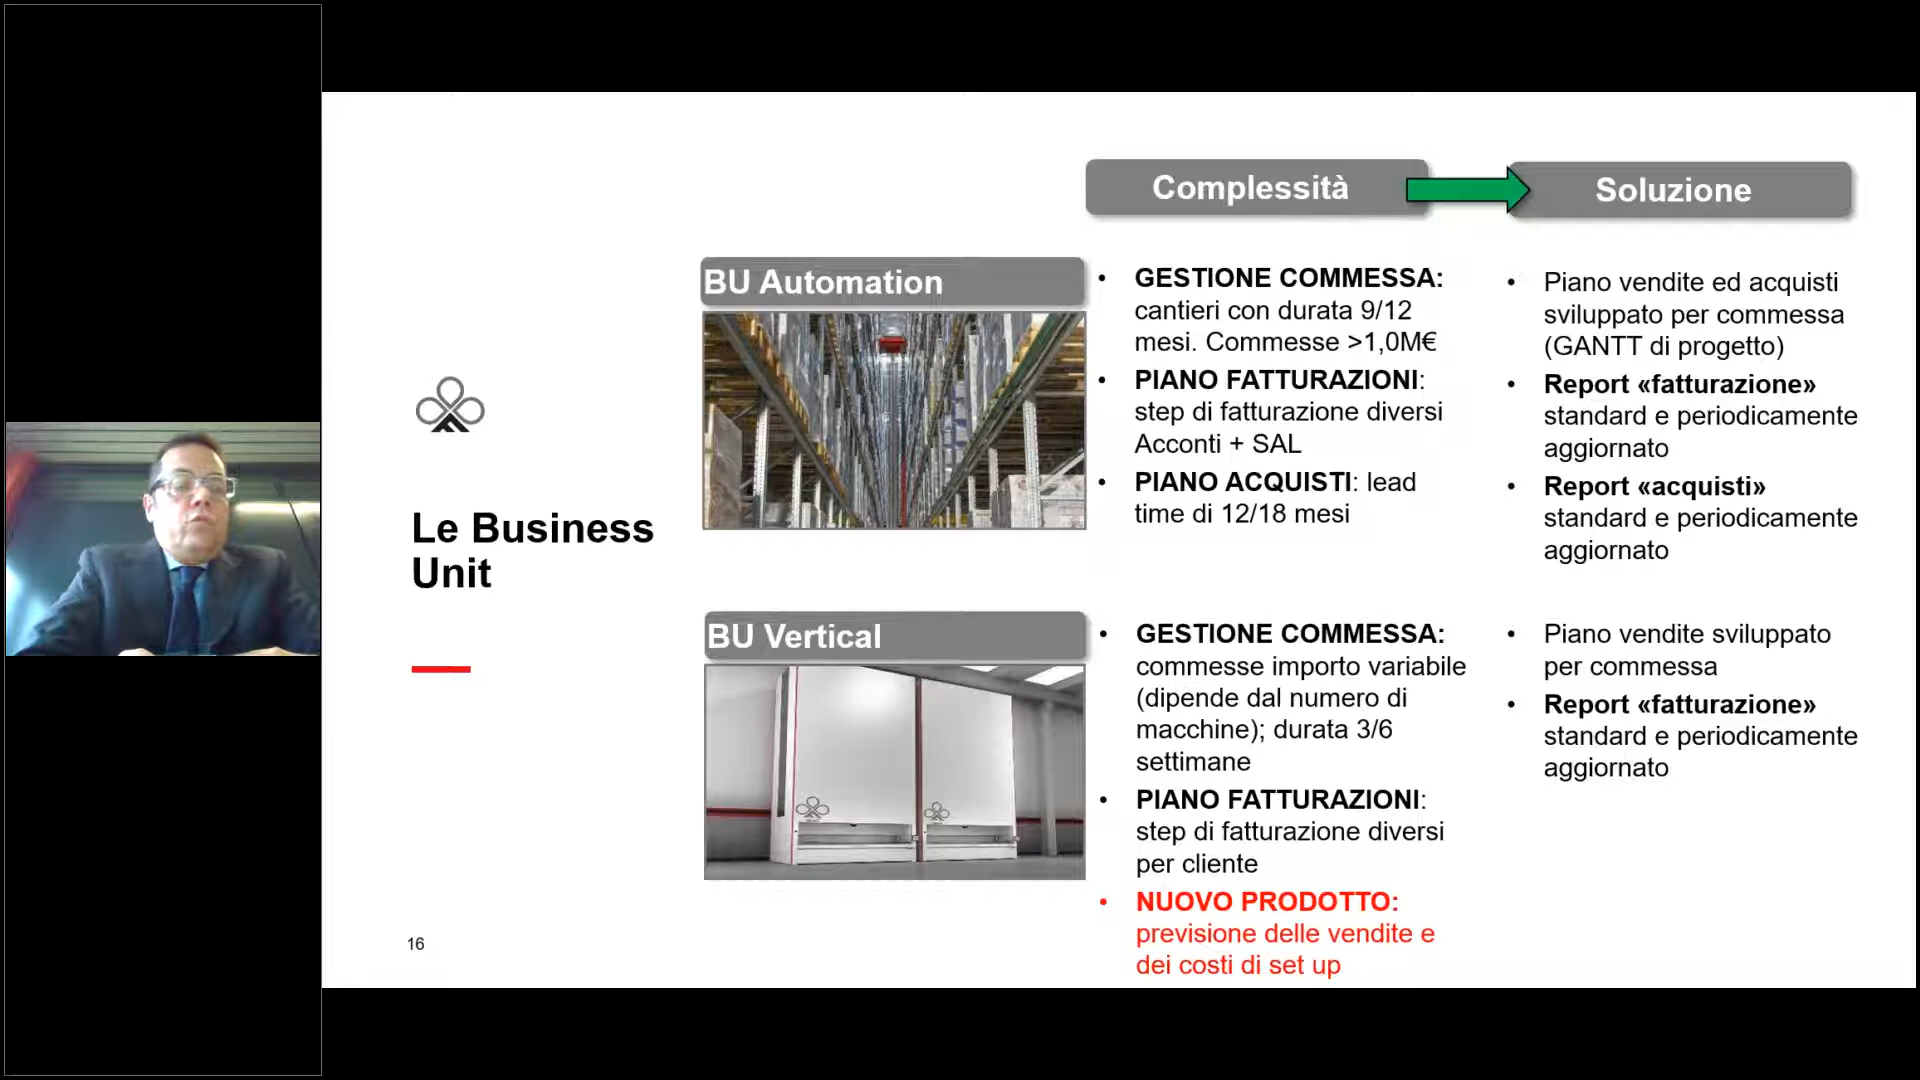 Complessità
Soluzione
Le Business
Unit
16
BU Automation
• GESTIONE COMMESSA:
cantieri con durata 9/12
mesi. Commesse >1,0M€
• PIANO FATTURAZIONI:
step di fatturazione diversi
Acconti + SAL
• PIANO ACQUISTI: lead
time di 12/18 mesi
• Piano vendite ed acquisti
sviluppato per commessa
(GANTT di progetto)
• Report «fatturazione»
standard e periodicamente
aggiornato
• Report «acquisti»
standard e periodicamente
aggiornato
BU Vertical
• GESTIONE COMMESSA:
commesse importo variabile
(dipende dal numero di
macchine); durata 3/6
settimane
• PIANO FATTURAZIONI:
step di fatturazione diversi
per cliente
• NUOVO PRODOTTO:
previsione delle vendite e
dei costi di set up
• Piano vendite sviluppato
per commessa
• Report «fatturazione»
standard e periodicamente
aggiornato